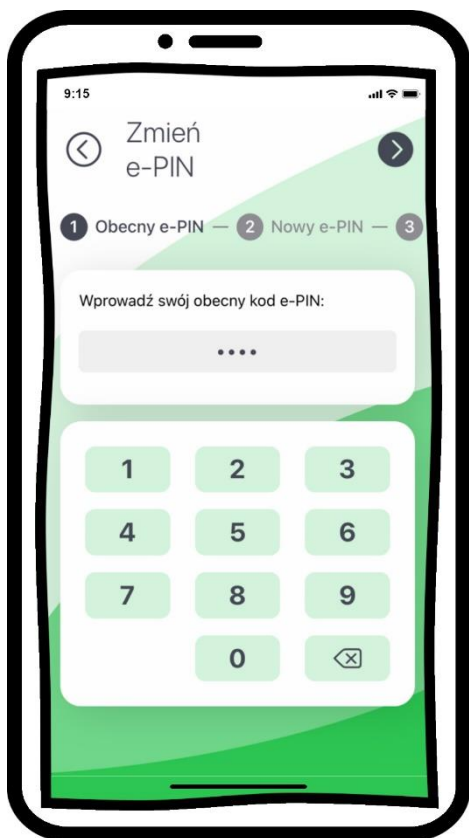 9:15
Zmień
e-PIN
1 Obecny e-PIN — 2 Nowy e-PIN — 3
Wprowadź swój obecny kod e-PIN:
••••
1 2 3
4 5 6
7 8 9
0